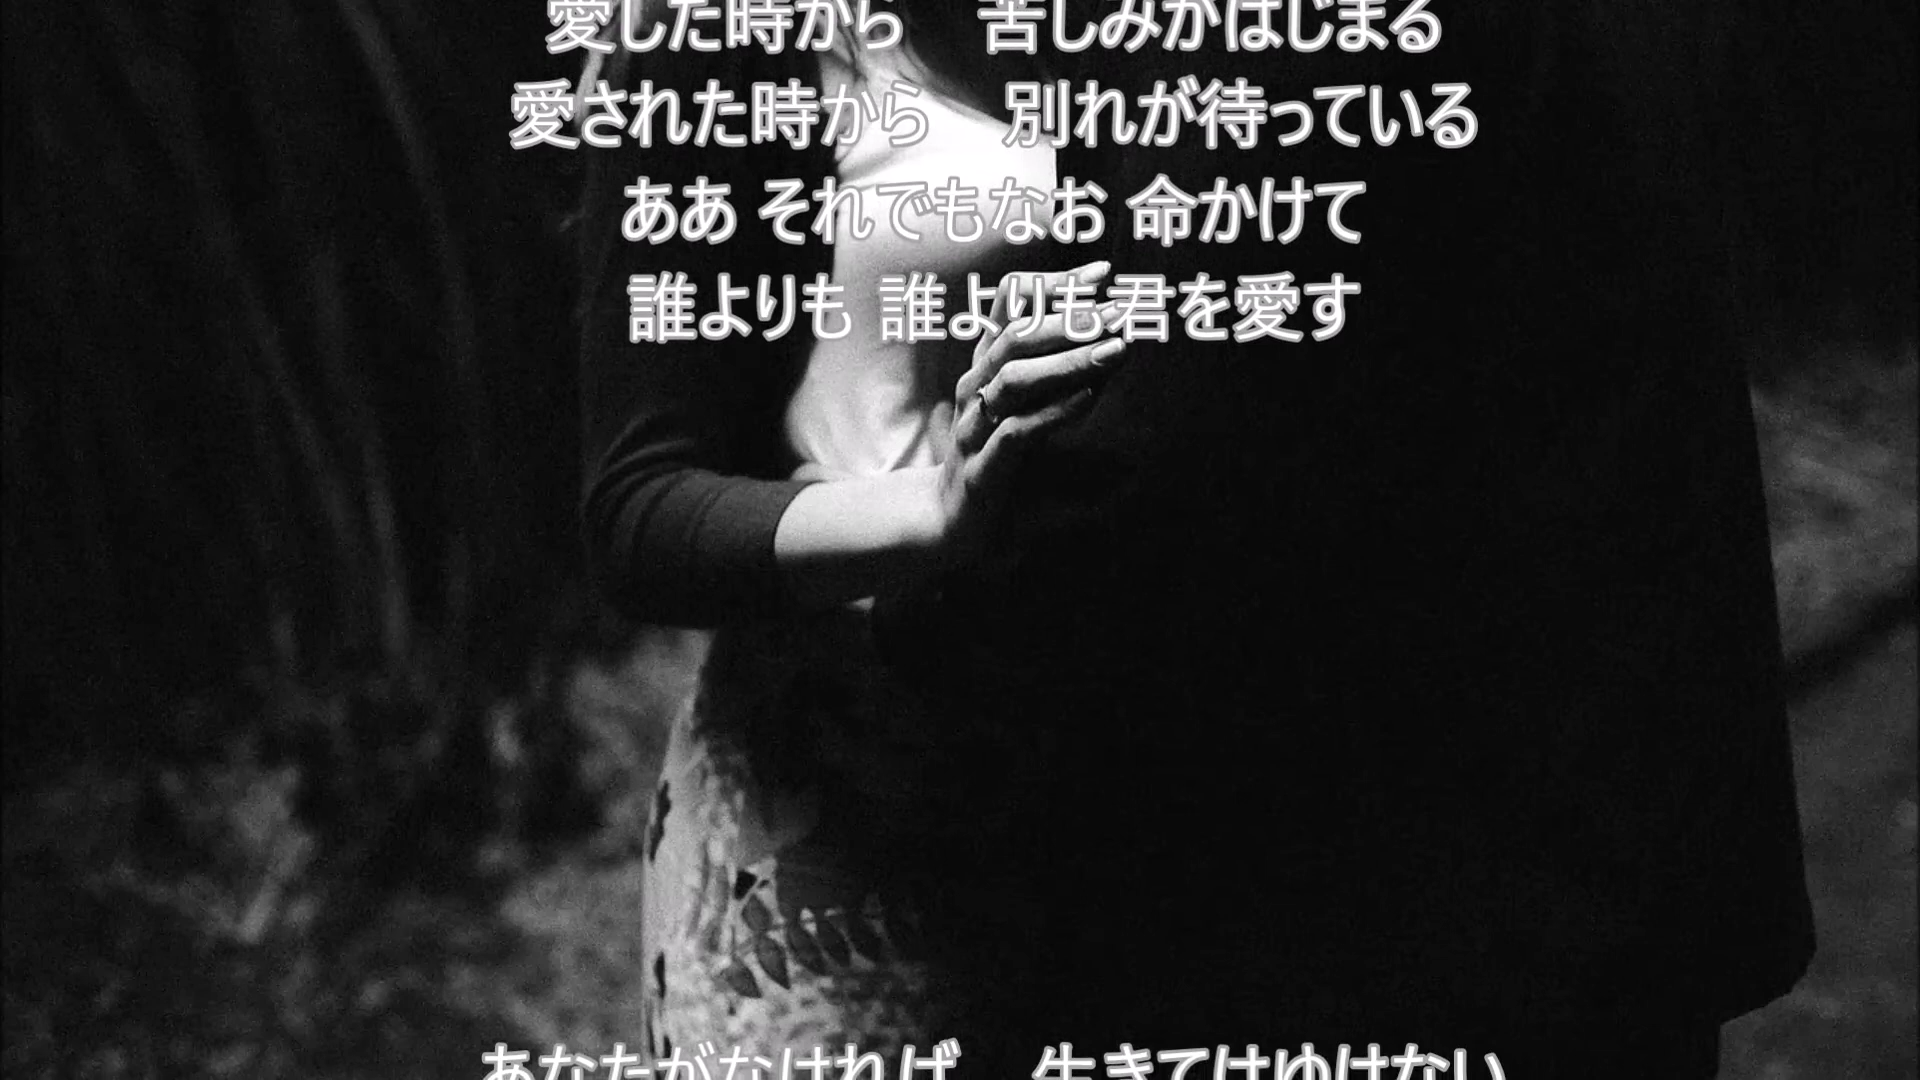 愛した時から　苦しみがはじまる
愛された時から　別れが待っている
ああ それでもなお 命かけて
誰よりも 誰よりも君を愛す
あなたがなければ　生きてはゆけない